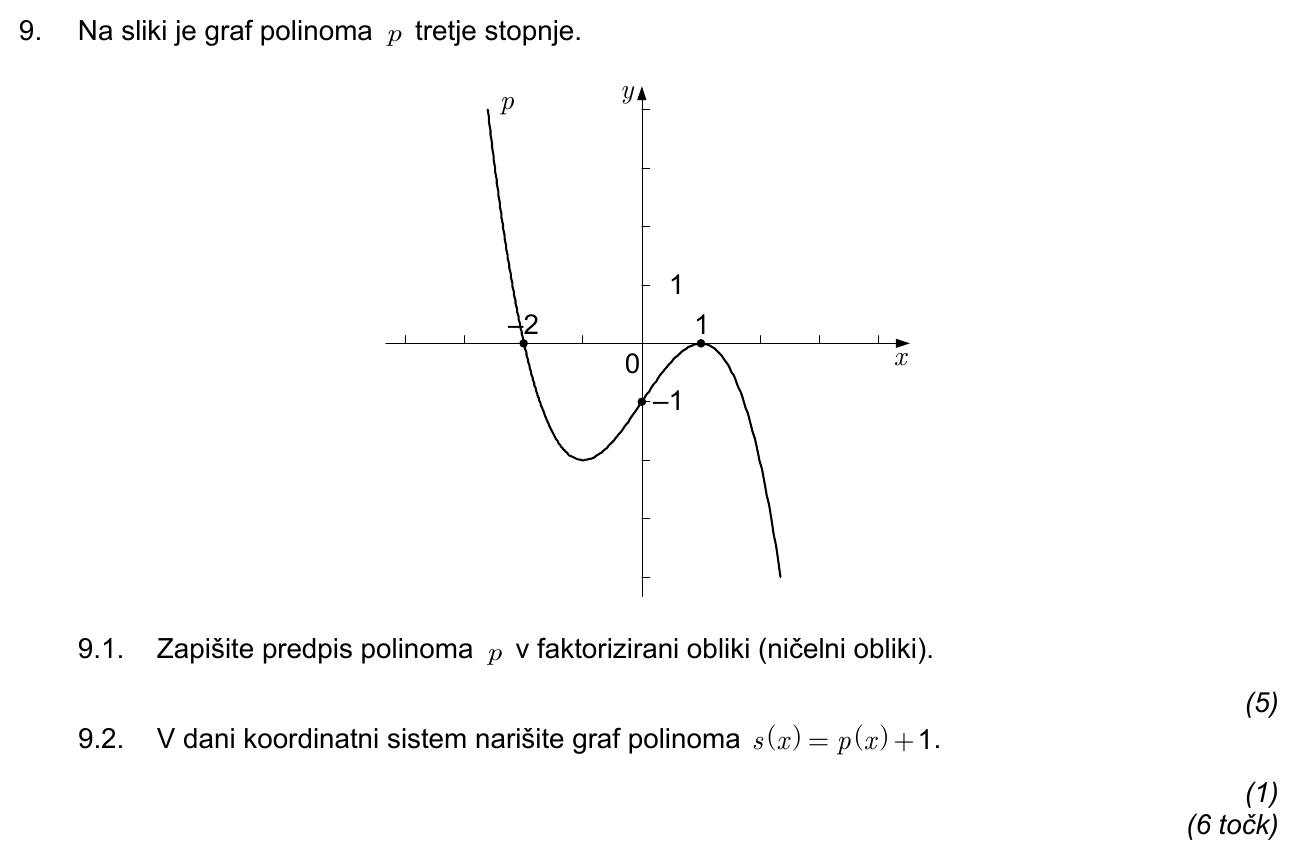 9. Na sliki je graf polinoma p tretje stopnje.
y
p
1
–2
1
0
x
–1
9.1. Zapišite predpis polinoma p v faktorizirani obliki (ničelni obliki).
(5)
9.2. V dani koordinatni sistem narišite graf polinoma s(x) = p(x) + 1.
(1)
(6 točk)